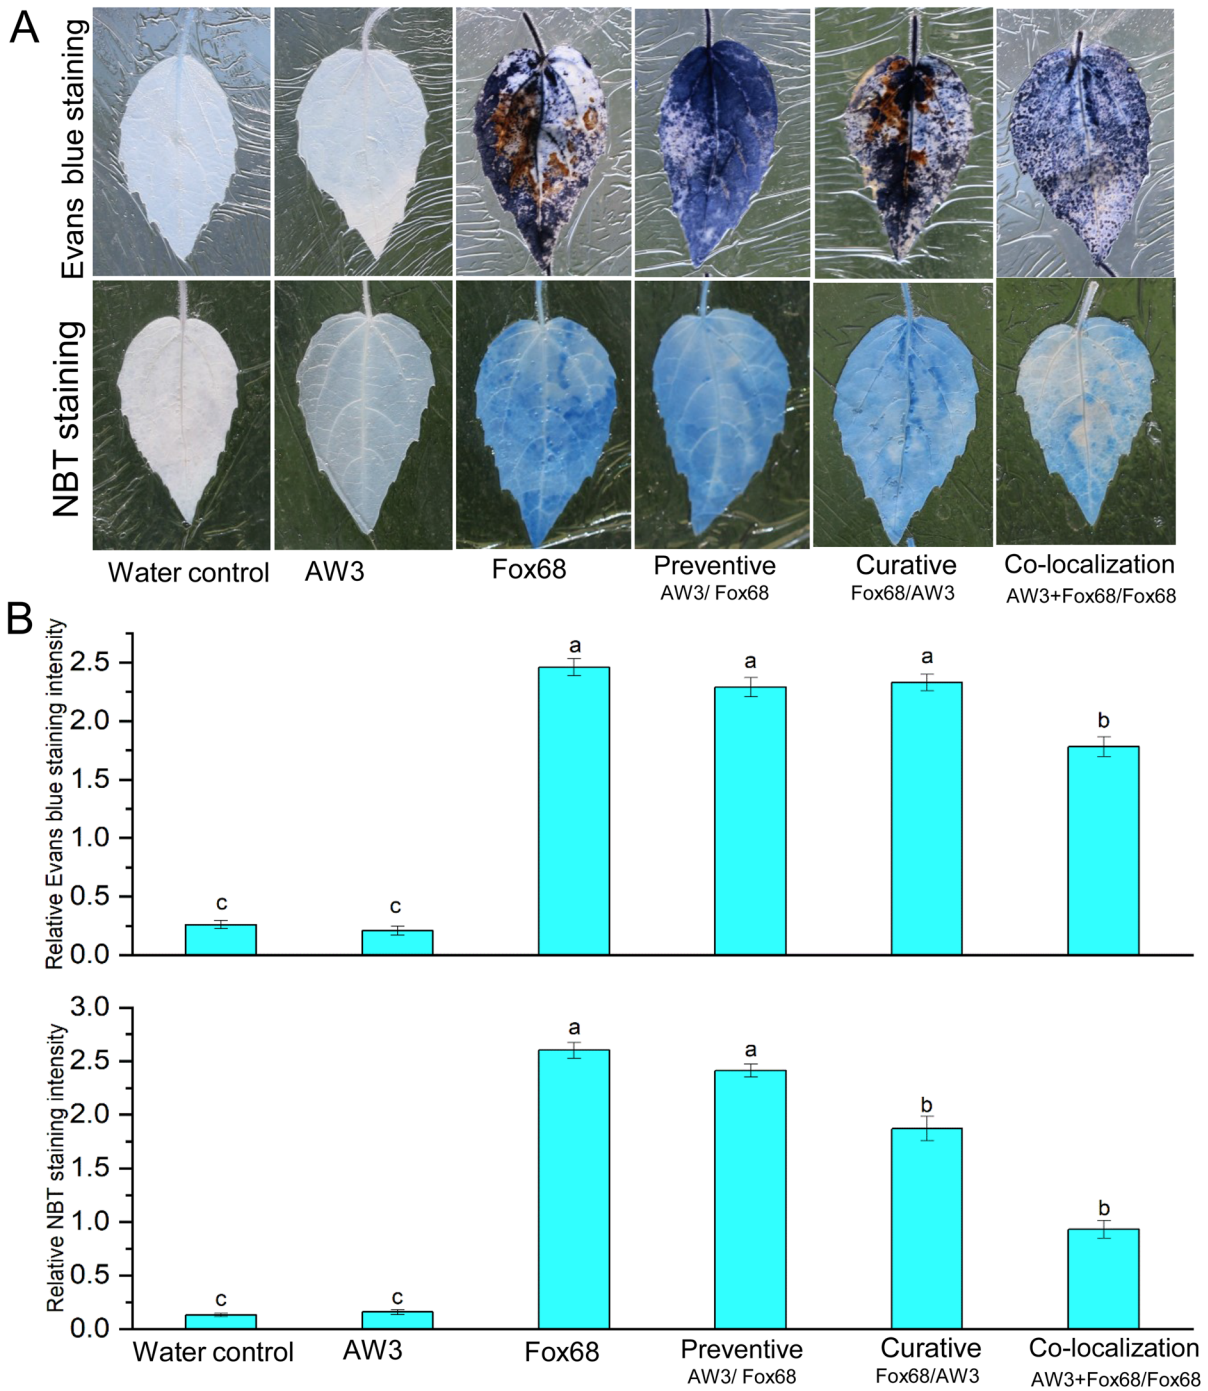 A
Evans blue staining
NBT staining
Water control
AW3
Fox68
Preventive
AW3/ Fox68
Curative
Fox68/AW3
Co-localization
AW3+Fox68/Fox68
B
Relative Evans blue staining intensity
2.5
2.0
1.5
1.0
0.5
0.0
c
c
a
a
a
b
Relative NBT staining intensity
3.0
2.5
2.0
1.5
1.0
0.5
0.0
c
c
a
a
b
b
Water control
AW3
Fox68
Preventive
AW3/ Fox68
Curative
Fox68/AW3
Co-localization
AW3+Fox68/Fox68